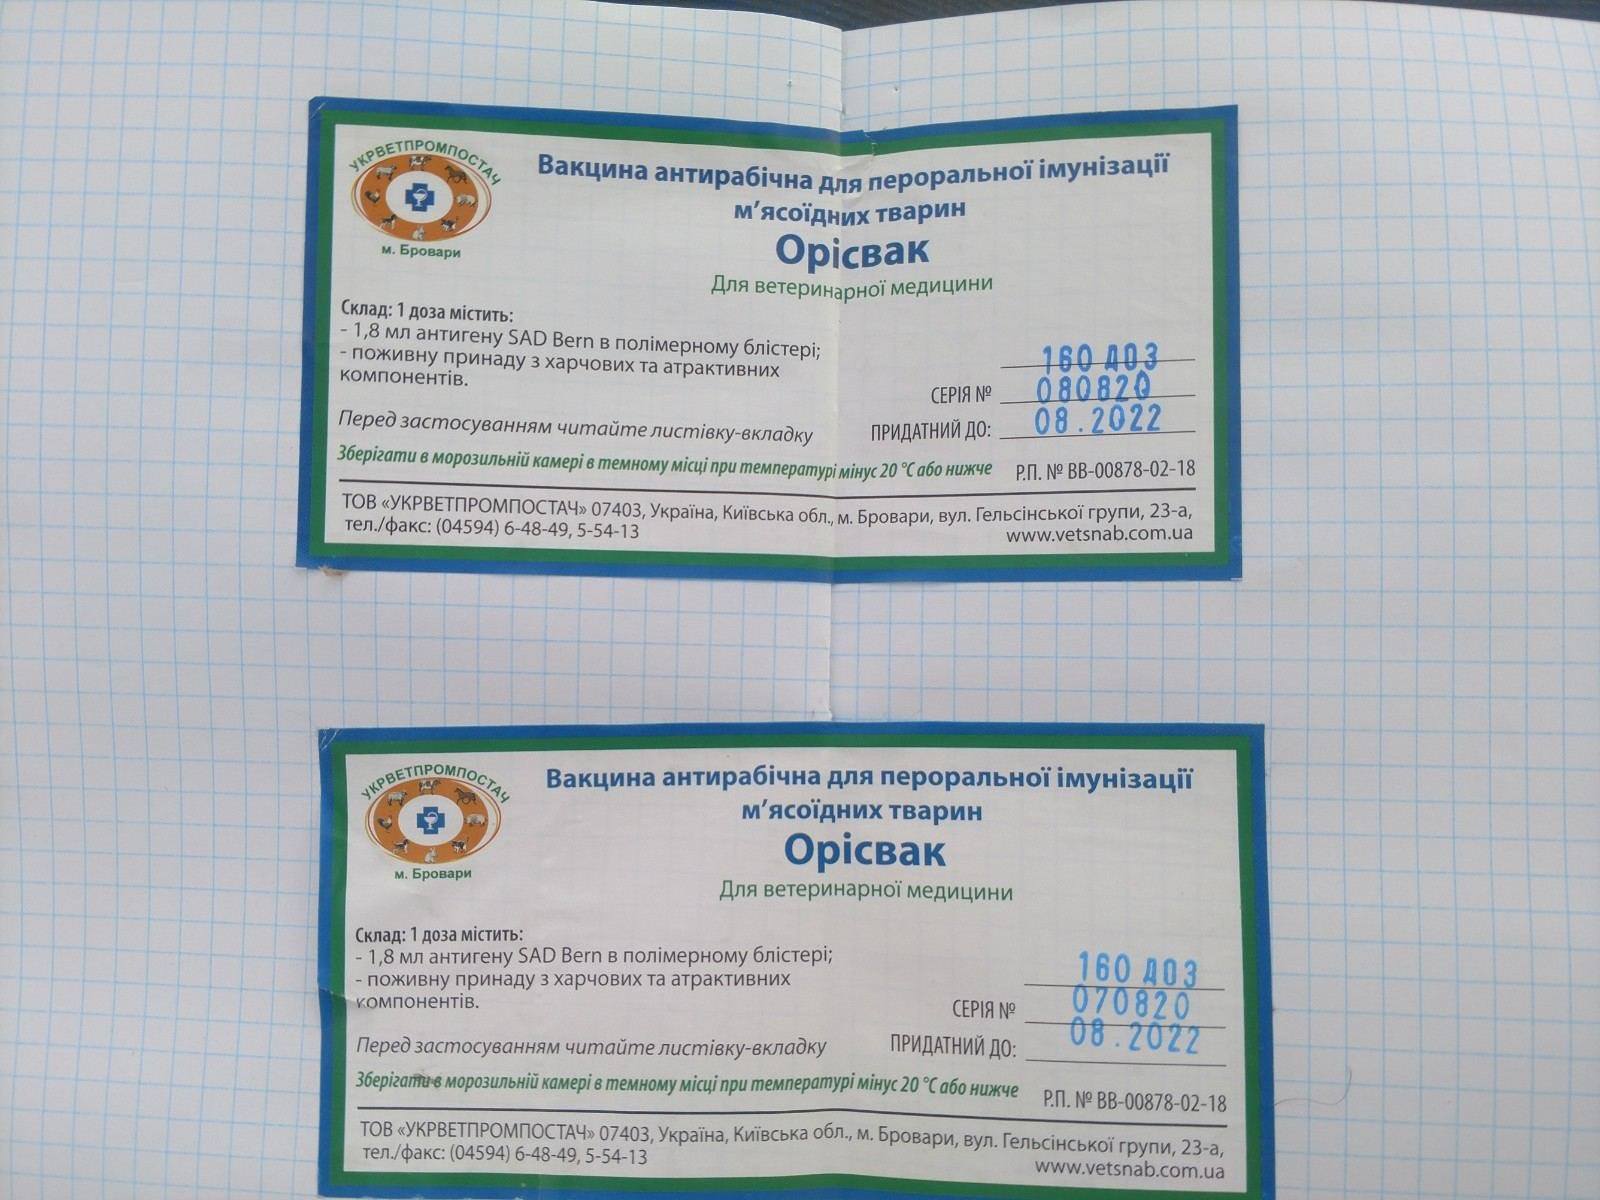 УКРВЕТПРОМПОСТАЧ
м. Бровари
Вакцина антирабічна для пероральної імунізації
м'ясоїдних тварин
Орісвак
Для ветеринарної медицини
Склад: 1 доза містить:
- 1,8 мл антигену SAD Bern в полімерному блістері;
- поживну принаду з харчових та атрактивних
компонентів.
160 ДОЗ
СЕРІЯ № 080820
Перед застосуванням читайте листівку-вкладку
ПРИДАТНИЙ ДО: 08.2022
Зберігати в морозильній камері в темному місці при температурі мінус 20 °С або нижче
Р.П. № ВВ-00878-02-18
ТОВ «УКРВЕТПРОМПОСТАЧ» 07403, Україна, Київська обл., м. Бровари, вул. Гельсінської групи, 23-а,
тел./факс: (04594) 6-48-49, 5-54-13
www.vetsnab.com.ua
УКРВЕТПРОМПОСТАЧ
м. Бровари
Вакцина антирабічна для пероральної імунізації
м'ясоїдних тварин
Орісвак
Для ветеринарної медицини
Склад: 1 доза містить:
- 1,8 мл антигену SAD Bern в полімерному блістері;
- поживну принаду з харчових та атрактивних
компонентів.
160 ДОЗ
СЕРІЯ № 070820
Перед застосуванням читайте листівку-вкладку
ПРИДАТНИЙ ДО: 08.2022
Зберігати в морозильній камері в темному місці при температурі мінус 20 °С або нижче
Р.П. № ВВ-00878-02-18
ТОВ «УКРВЕТПРОМПОСТАЧ» 07403, Україна, Київська обл., м. Бровари, вул. Гельсінської групи, 23-а,
тел./факс: (04594) 6-48-49, 5-54-13
www.vetsnab.com.ua